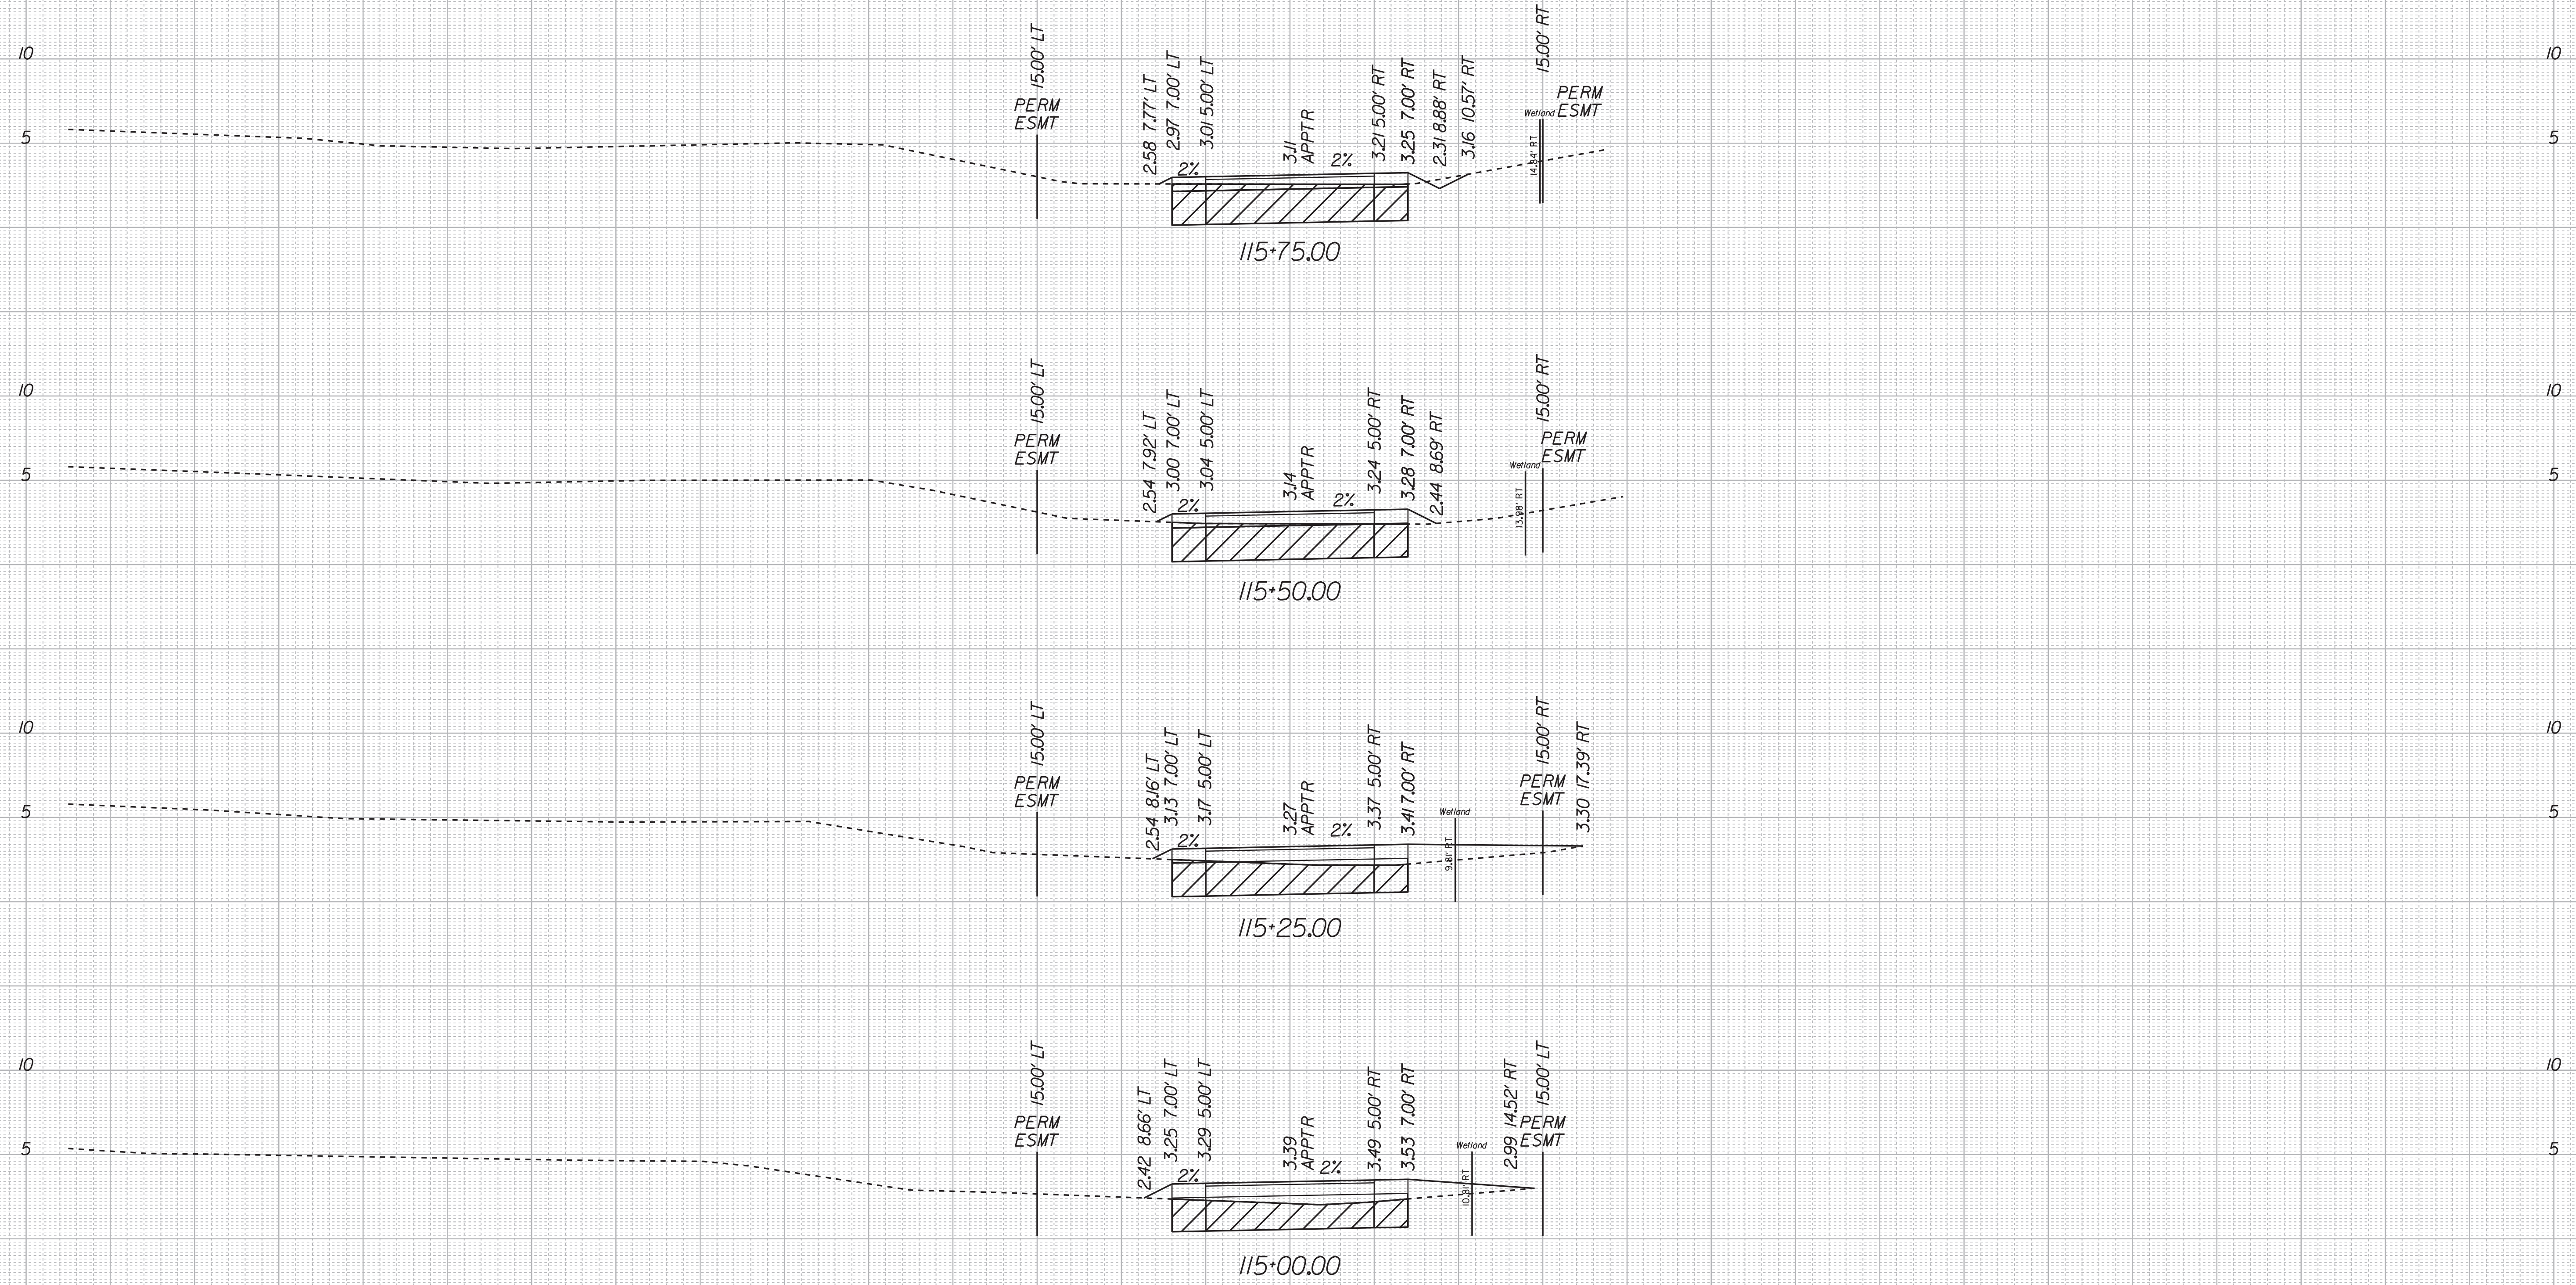 10
15.00' LT
PERM
ESMT
2.58 7.77' LT
2.97 7.00' LT
3.01 5.00' LT
2%
3.11
APPTR
2%
3.21 5.00' RT
3.25 7.00' RT
2.31 8.88' RT
3.16 10.57' RT
15.00' RT
PERM
ESMT
Wetland
10
5
5
115+75.00
10
15.00' LT
PERM
ESMT
2.54 7.92' LT
3.00 7.00' LT
3.04 5.00' LT
2%
3.14
APPTR
2%
3.24 5.00' RT
3.28 7.00' RT
2.44 8.69' RT
15.00' RT
PERM
ESMT
Wetland
13.98' RT
10
5
5
115+50.00
10
15.00' LT
PERM
ESMT
2.54 8.16' LT
3.13 7.00' LT
3.17 5.00' LT
2%
3.27
APPTR
2%
3.37 5.00' RT
3.41 7.00' RT
Wetland
9.81' RT
15.00' RT
PERM
ESMT
3.30 17.39' RT
10
5
5
115+25.00
10
15.00' LT
PERM
ESMT
2.42 8.66' LT
3.25 7.00' LT
3.29 5.00' LT
2%
3.39
APPTR
2%
3.49 5.00' RT
3.53 7.00' RT
Wetland
10.81' RT
2.99 14.52' RT
15.00' LT
PERM
ESMT
10
5
5
115+00.00